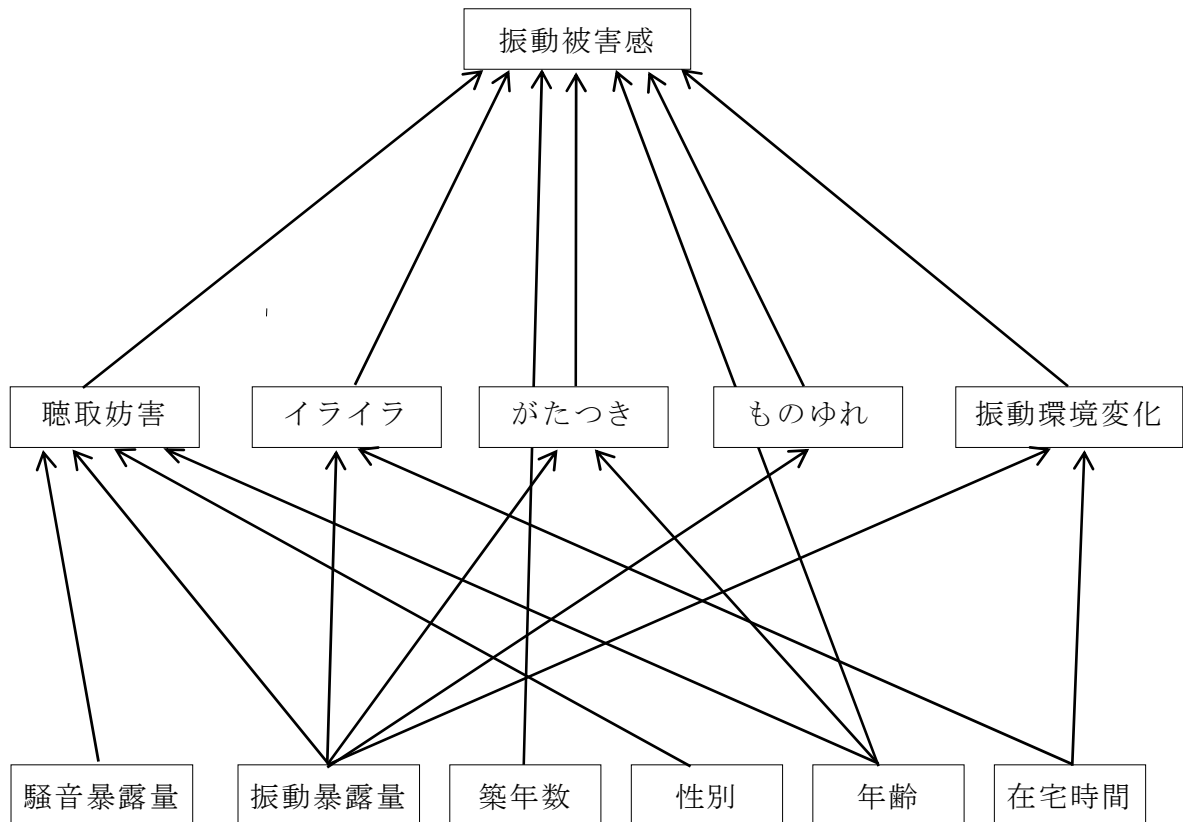 振動被害感
聴取妨害
イライラ
がたつき
ものゆれ
振動環境変化
騒音暴露量
振動暴露量
築年数
性別
年齢
在宅時間